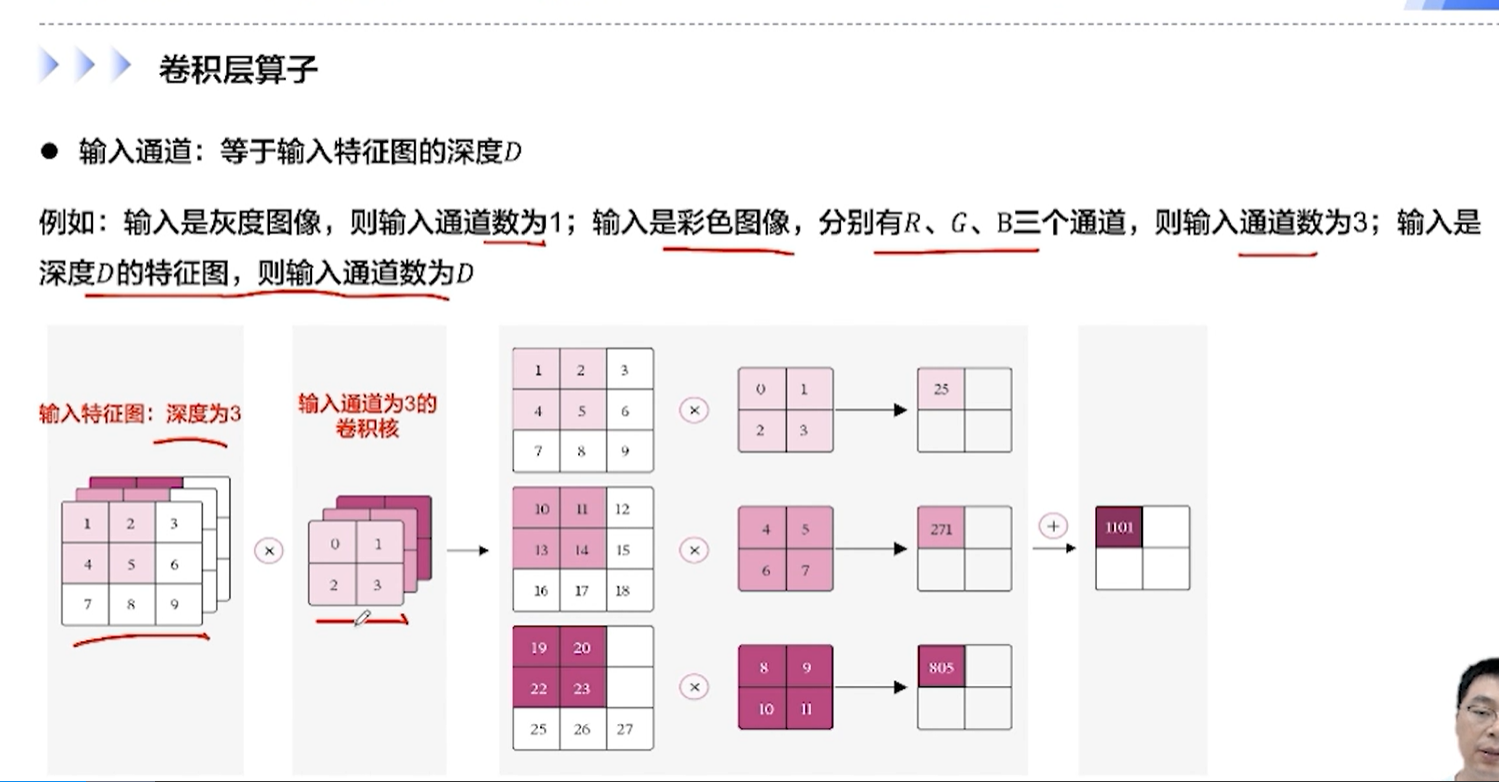 卷积层算子
● 输入通道：等于输入特征图的深度D
例如：输入是灰度图像，则输入通道数为1；输入是彩色图像，分别有R、G、B三个通道，则输入通道数为3；输入是
深度D的特征图，则输入通道数为D
输入特征图：深度为3
1 2 3
4 5 6
7 8 9
×
输入通道为3的
卷积核
0 1
2 3
1 2 3
4 5 6
7 8 9
×
0 1
2 3
25
10 11 12
13 14 15
16 17 18
×
4 5
6 7
271
19 20
22 23
25 26 27
×
8 9
10 11
805
+
1101